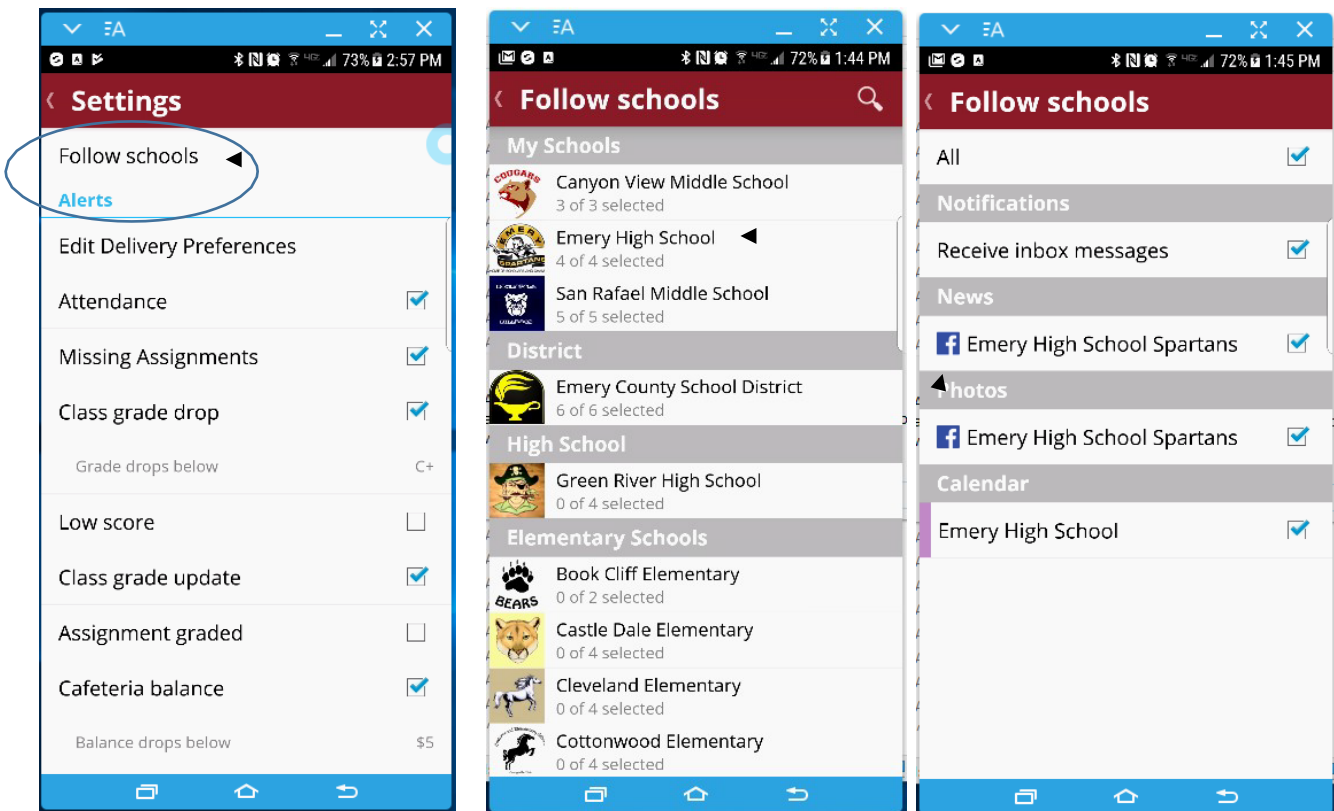 ΞA
73% 2:57 PM
Settings
Follow schools
Alerts
Edit Delivery Preferences
Attendance
Missing Assignments
Class grade drop
Grade drops below C+
Low score
Class grade update
Assignment graded
Cafeteria balance
Balance drops below $5
ΞA
72% 1:44 PM
Follow schools
My Schools
COUGARS
Canyon View Middle School
3 of 3 selected
EMERY
SPARTANS
Emery High School
4 of 4 selected
San Rafael Middle School
5 of 5 selected
District
Emery County School District
6 of 6 selected
High School
Green River High School
0 of 4 selected
Elementary Schools
BEARS
Book Cliff Elementary
0 of 2 selected
Castle Dale Elementary
0 of 4 selected
Cleveland Elementary
0 of 4 selected
Cottonwood Elementary
0 of 4 selected
ΞA
72% 1:45 PM
Follow schools
All
Notifications
Receive inbox messages
News
f Emery High School Spartans
Photos
f Emery High School Spartans
Calendar
Emery High School